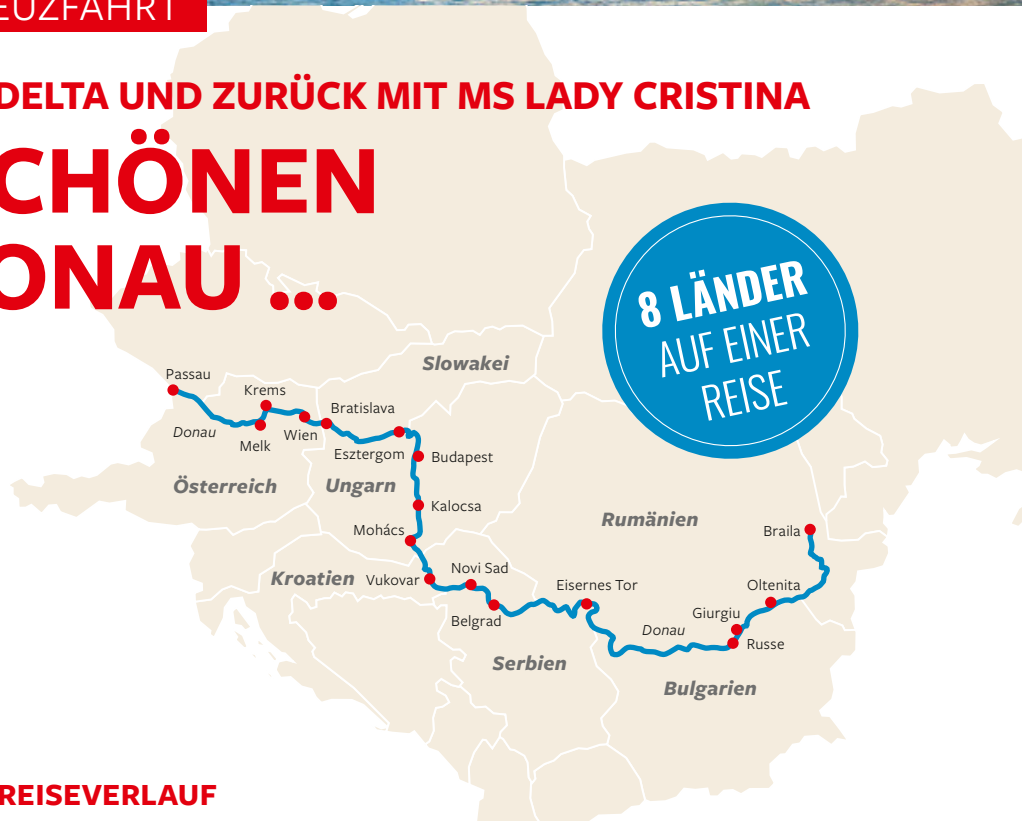 EUZFAHRT
DELTA UND ZURÜCK MIT MS LADY CRISTINA
CHÖNEN
ONAU ...
8 LÄNDER
AUF EINER
REISE
Slowakei
Passau
Krems
Bratislava
Donau
Wien
Melk
Esztergom
Budapest
Österreich
Ungarn
Kalocsa
Rumänien
Mohács
Braila
Novi Sad
Kroatien
Vukovar
Eisernes Tor
Oltenita
Belgrad
Giurgiu
Donau
Russe
Serbien
Bulgarien
REISEVERLAUF